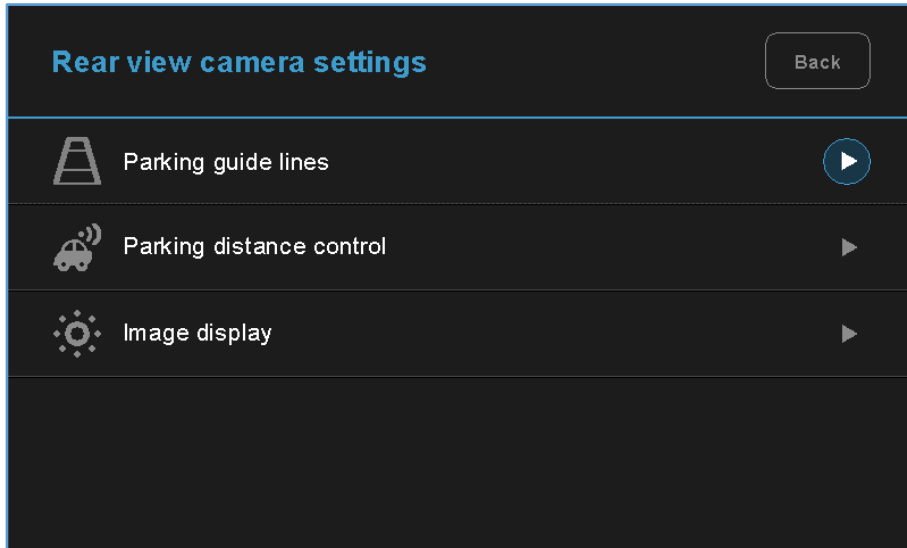 Rear view camera settings
Back
Parking guide lines
Parking distance control
Image display